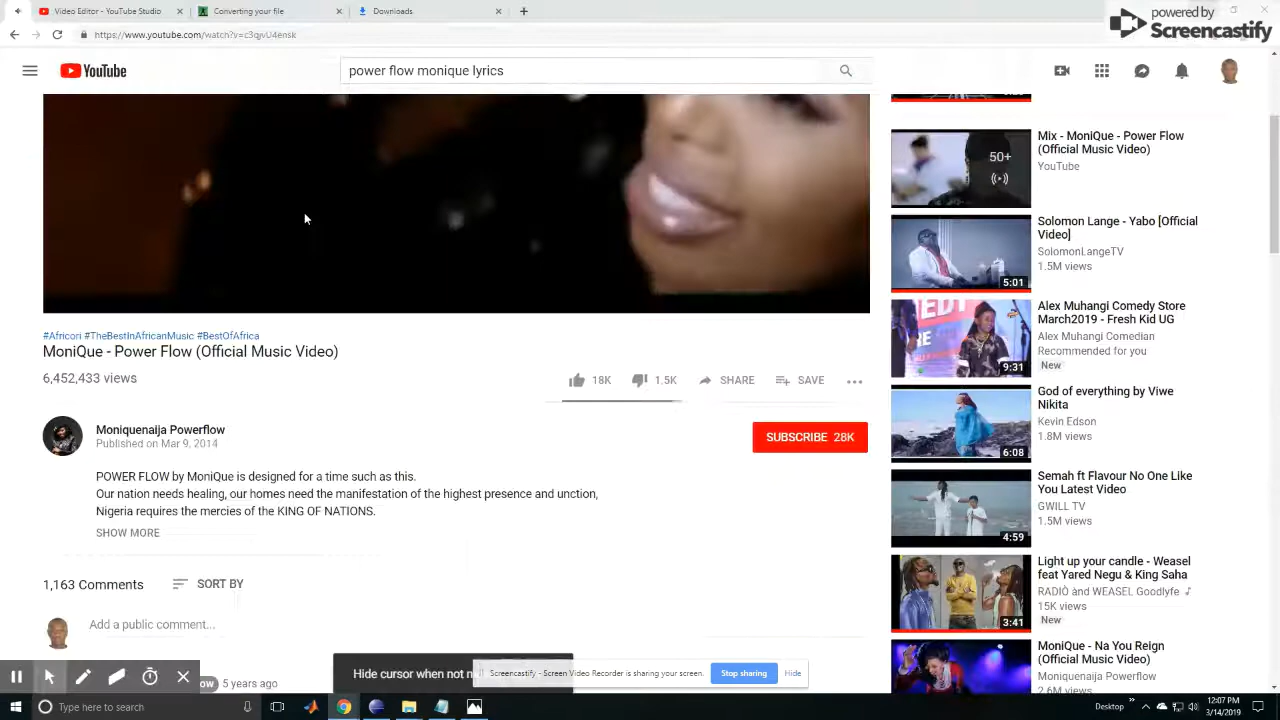 Video Editor - YouTube Studio
Converting your file
Downloads
powered by
Screencastify
https://www.youtube.com/watch?v=c3qjvU4ensk
YouTube
power flow monique lyrics
Mix - MoniQue - Power Flow
(Official Music Video)
YouTube
50+
Solomon Lange - Yabo [Official
Video]
SolomonLangeTV
1.5M views
5:01
Alex Muhangi Comedy Store
March2019 - Fresh Kid UG
Alex Muhangi Comedian
Recommended for you
New
9:31
#Africori #TheBestInAfricanMusic #BestOfAfrica
MoniQue - Power Flow (Official Music Video)
6,452,433 views
18K
1.5K
SHARE
SAVE
God of everything by Viwe
Nikita
Kevin Edson
1.8M views
6:08
Moniquenaija Powerflow
Published on Mar 9, 2014
SUBSCRIBE 28K
POWER FLOW by MoniQue is designed for a time such as this.
Our nation needs healing, our homes need the manifestation of the highest presence and unction,
Nigeria requires the mercies of the KING OF NATIONS.
SHOW MORE
Semah ft Flavour No One Like
You Latest Video
GWILL TV
1.5M views
4:59
1,163 Comments
SORT BY
Add a public comment...
Light up your candle - Weasel
feat Yared Negu & King Saha
RADIÒ ànd WEASEL Goodlyfe
15K views
New
3:41
MoniQue - Na You Reign
(Official Music Video)
Moniquenaija Powerflow
2.6M views
5 years ago
Hide cursor when not
Screencastify - Screen Video Recorder is sharing your screen.
Stop sharing
Hide
Type here to search
Desktop
12:07 PM
3/14/2019